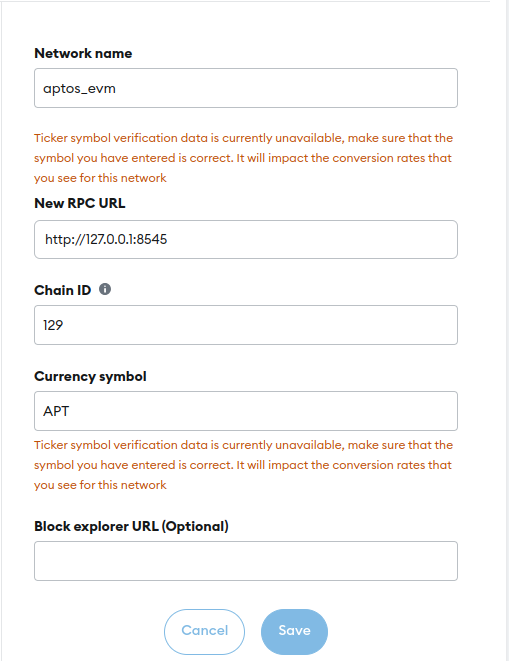 Network name
aptos_evm
Ticker symbol verification data is currently unavailable, make sure that the
symbol you have entered is correct. It will impact the conversion rates that
you see for this network
New RPC URL
http://127.0.0.1:8545
Chain ID
129
Currency symbol
APT
Ticker symbol verification data is currently unavailable, make sure that the
symbol you have entered is correct. It will impact the conversion rates that
you see for this network
Block explorer URL (Optional)
Cancel
Save